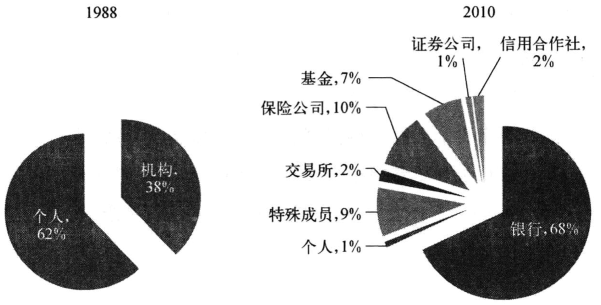 1988
机构,
38%
个人,
62%
2010
证券公司,
1%
信用合作社,
2%
基金,7%
保险公司,10%
交易所,2%
特殊成员,9%
个人,1%
银行,68%